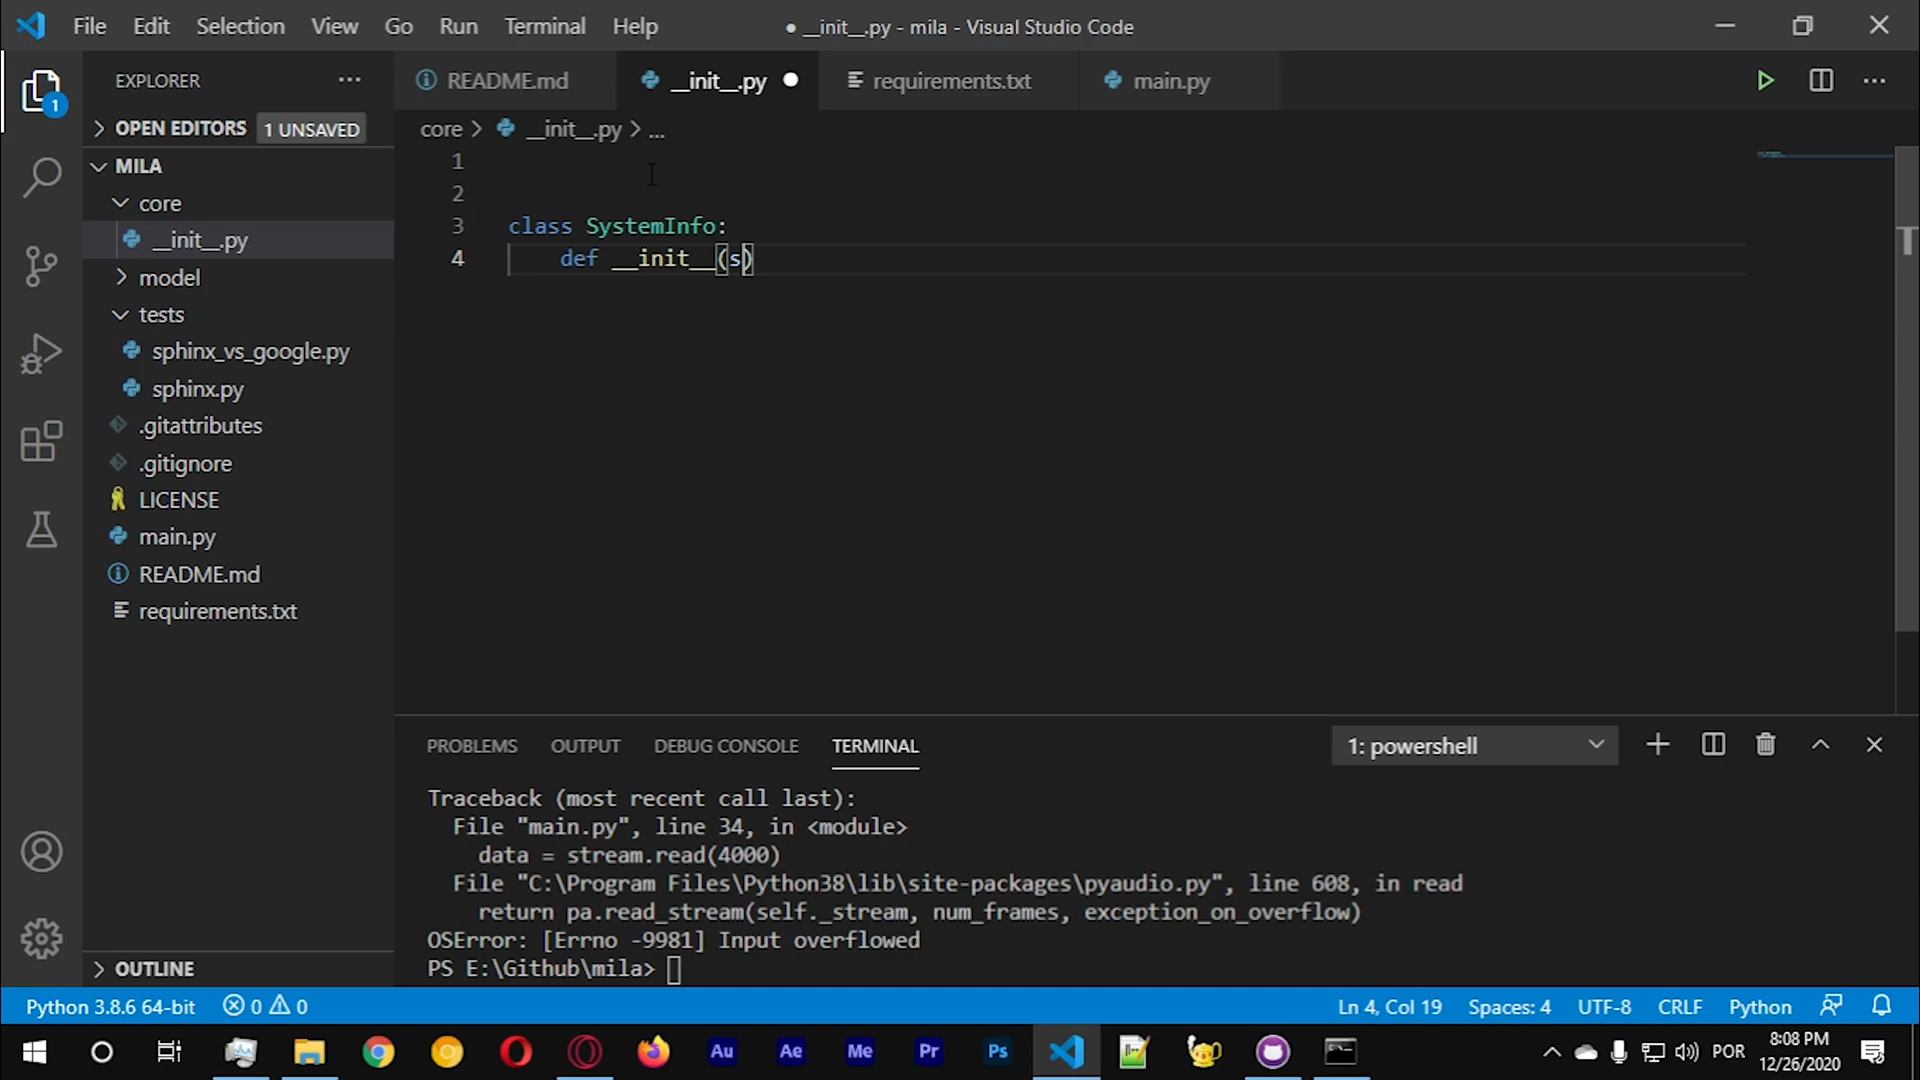 File Edit Selection View Go Run Terminal Help
● __init__.py - mila - Visual Studio Code
EXPLORER
README.md
__init__.py
requirements.txt
main.py
OPEN EDITORS 1 UNSAVED
core > __init__.py > ...
MILA
core
__init__.py
model
tests
sphinx_vs_google.py
sphinx.py
.gitattributes
.gitignore
LICENSE
main.py
README.md
requirements.txt
OUTLINE
1
2
3 class SystemInfo:
4 def __init__(s)
PROBLEMS OUTPUT DEBUG CONSOLE TERMINAL
1: powershell
Traceback (most recent call last):
File "main.py", line 34, in <module>
data = stream.read(4000)
File "C:\Program Files\Python38\lib\site-packages\pyaudio.py", line 608, in read
return pa.read_stream(self._stream, num_frames, exception_on_overflow)
OSError: [Errno -9981] Input overflowed
PS E:\Github\mila>
Python 3.8.6 64-bit 0 0
Ln 4, Col 19 Spaces: 4 UTF-8 CRLF Python
1
T
Au Ae Me Pr Ps
POR
8:08 PM
12/26/2020